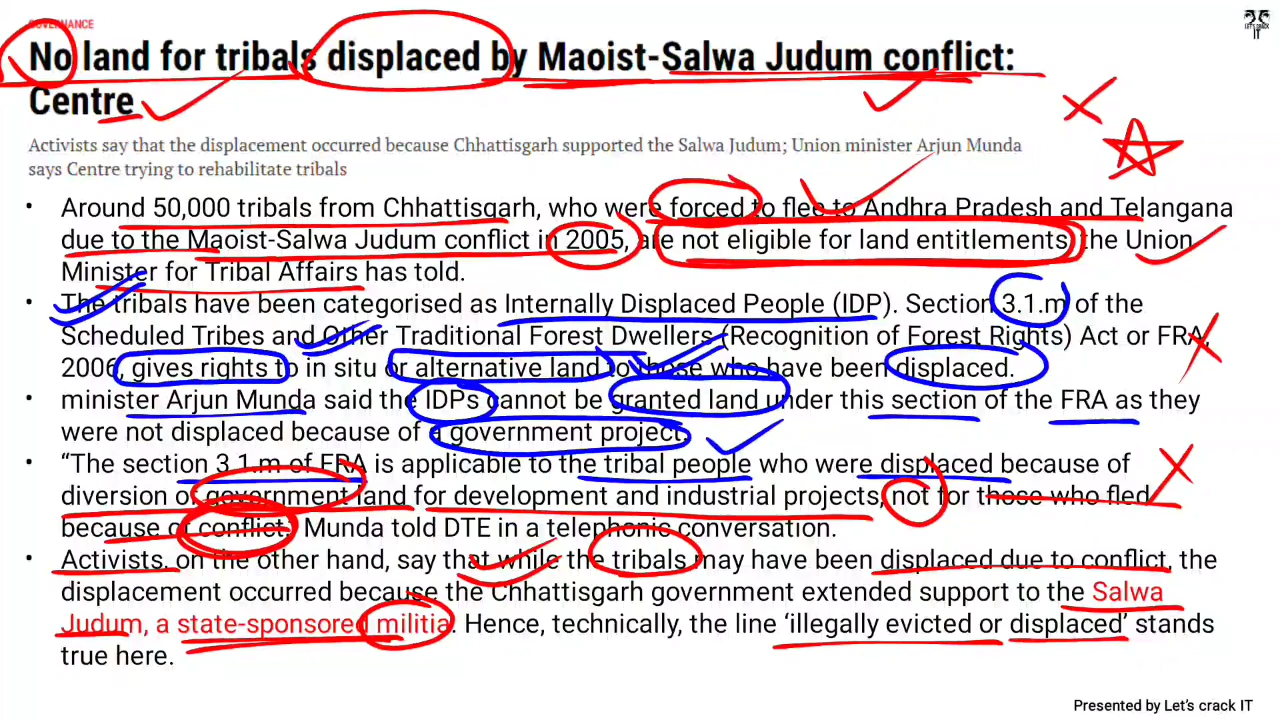 GOVERNANCE
LET'S CRACK
IT
No land for tribals displaced by Maoist-Salwa Judum conflict:
Centre
Activists say that the displacement occurred because Chhattisgarh supported the Salwa Judum; Union minister Arjun Munda
says Centre trying to rehabilitate tribals
• Around 50,000 tribals from Chhattisgarh, who were forced to flee to Andhra Pradesh and Telangana
due to the Maoist-Salwa Judum conflict in 2005, are not eligible for land entitlements, the Union
Minister for Tribal Affairs has told.
• The tribals have been categorised as Internally Displaced People (IDP). Section 3.1.m of the
Scheduled Tribes and Other Traditional Forest Dwellers (Recognition of Forest Rights) Act or FRA,
2006, gives rights to in situ or alternative land to those who have been displaced.
• minister Arjun Munda said the IDPs cannot be granted land under this section of the FRA as they
were not displaced because of a government project.
• “The section 3.1.m of FRA is applicable to the tribal people who were displaced because of
diversion of government land for development and industrial projects, not for those who fled
because of conflict,” Munda told DTE in a telephonic conversation.
• Activists, on the other hand, say that while the tribals may have been displaced due to conflict, the
displacement occurred because the Chhattisgarh government extended support to the Salwa
Judum, a state-sponsored militia. Hence, technically, the line ‘illegally evicted or displaced’ stands
true here.
Presented by Let’s crack IT